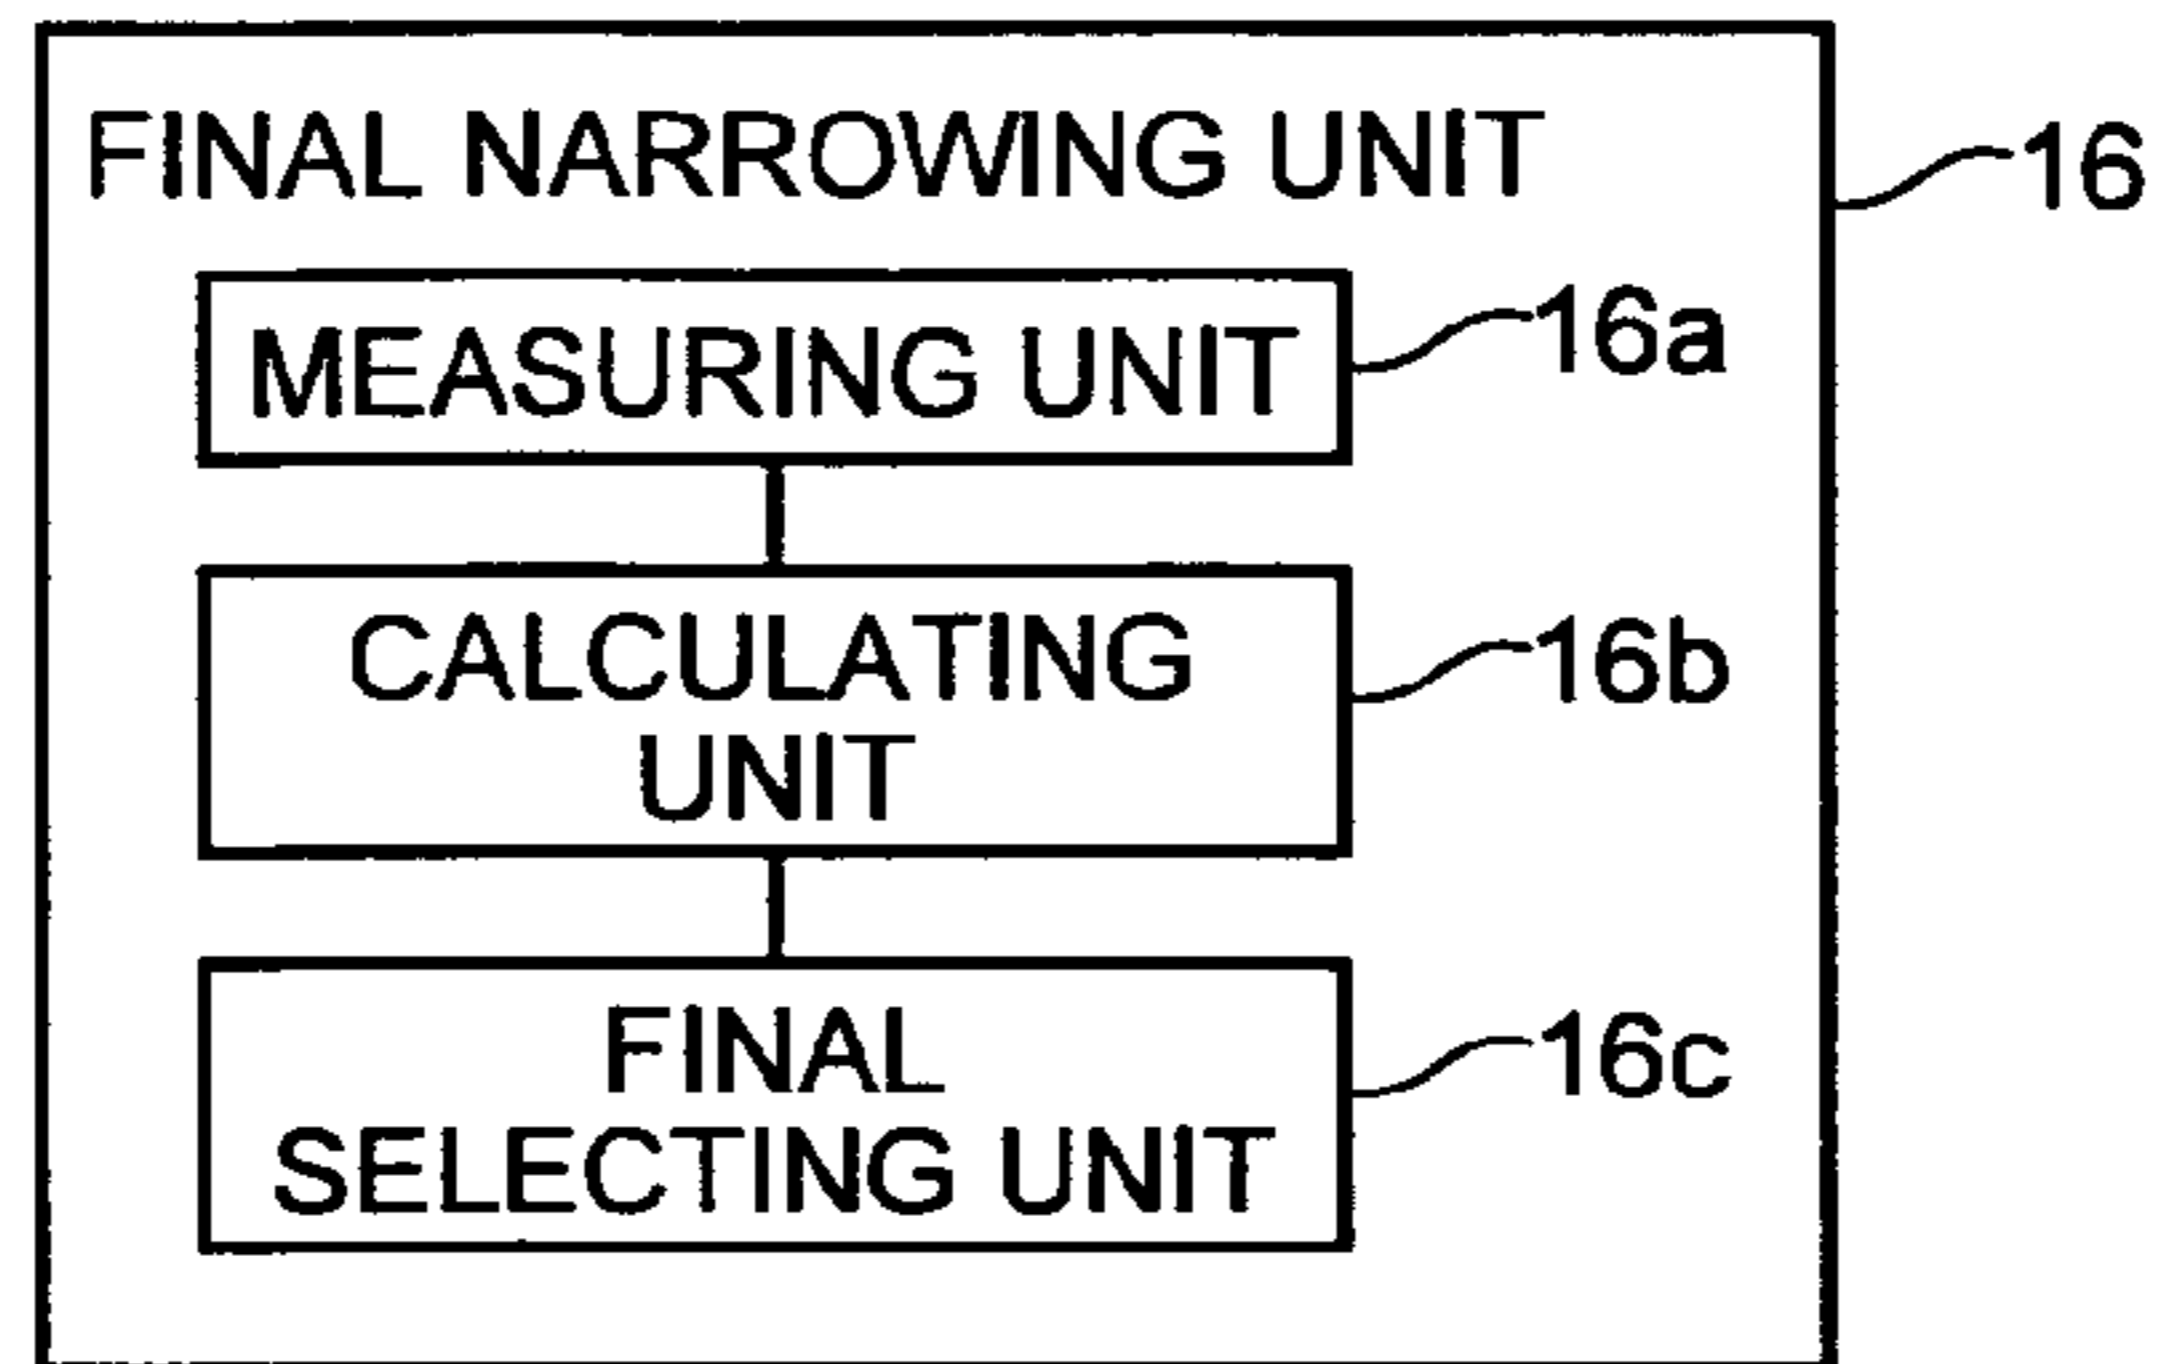 FINAL NARROWING UNIT
16
MEASURING UNIT
16a
CALCULATING
UNIT
16b
FINAL
SELECTING UNIT
16c